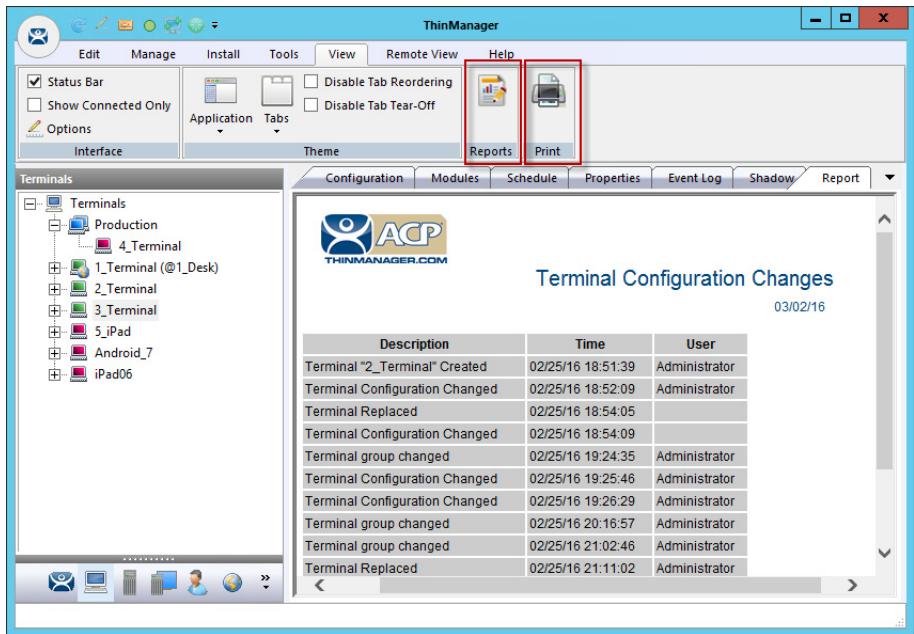 ThinManager
Edit Manage Install Tools View Remote View Help
Status Bar
Show Connected Only
Options
Interface
Application
Tabs
Disable Tab Reordering
Disable Tab Tear-Off
Theme
Reports
Print
Terminals
Configuration Modules Schedule Properties Event Log Shadow Report
Terminals
Production
4_Terminal
1_Terminal (@1_Desk)
2_Terminal
3_Terminal
5_iPad
Android_7
iPad06
ACP
THINMANAGER.COM
Terminal Configuration Changes
03/02/16
Description Time User
Terminal "2_Terminal" Created 02/25/16 18:51:39 Administrator
Terminal Configuration Changed 02/25/16 18:52:09 Administrator
Terminal Replaced 02/25/16 18:54:05
Terminal Configuration Changed 02/25/16 18:54:09
Terminal group changed 02/25/16 19:24:35 Administrator
Terminal Configuration Changed 02/25/16 19:25:46 Administrator
Terminal Configuration Changed 02/25/16 19:26:29 Administrator
Terminal group changed 02/25/16 20:16:57 Administrator
Terminal group changed 02/25/16 21:02:46 Administrator
Terminal Replaced 02/25/16 21:11:02 Administrator